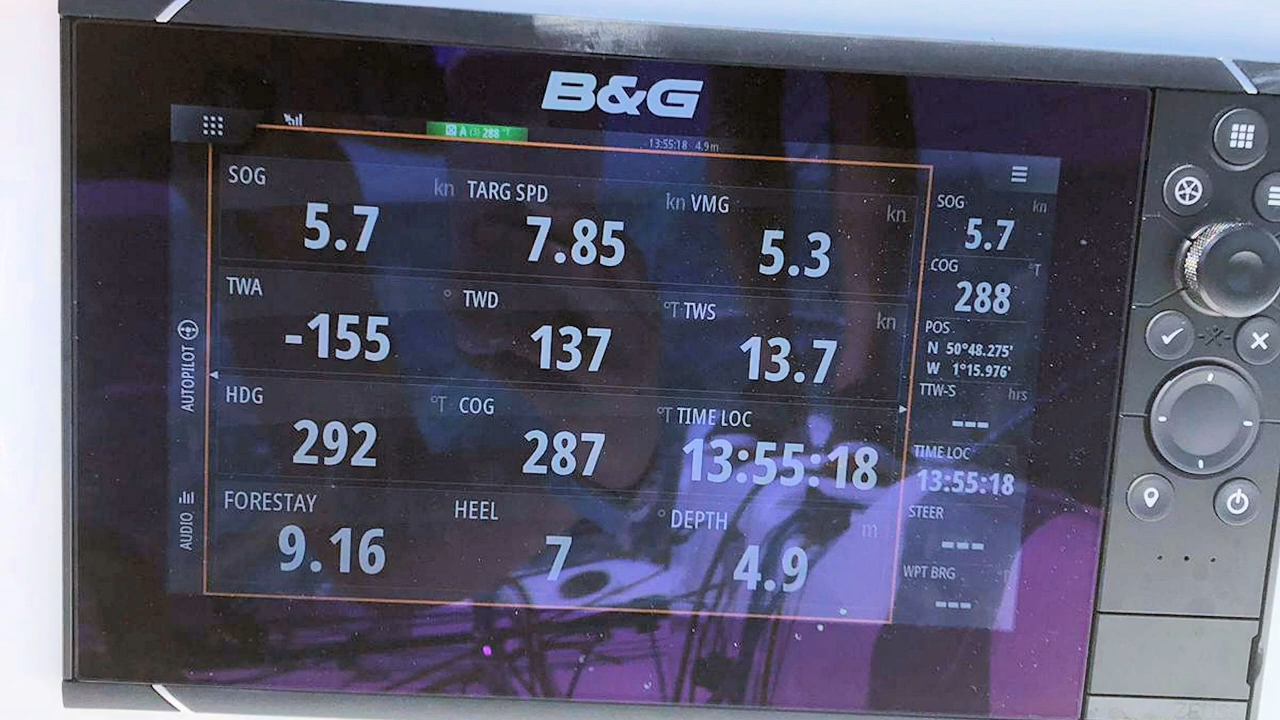 B&G
A (3) 288 °T
13:55:18 4.9m
SOG kn TARG SPD kn VMG kn
5.7 7.85 5.3
TWA ° TWD °T TWS kn
-155 137 13.7
HDG °T COG °T TIME LOC
292 287 13:55:18
FORESTAY HEEL ° DEPTH m
9.16 7 4.9
AUTOPILOT
AUDIO
SOG kn
5.7
COG °T
288
POS
N 50°48.275'
W 1°15.976'
TTW-S hrs
---
TIME LOC
13:55:18
STEER
---
WPT BRG °T
---